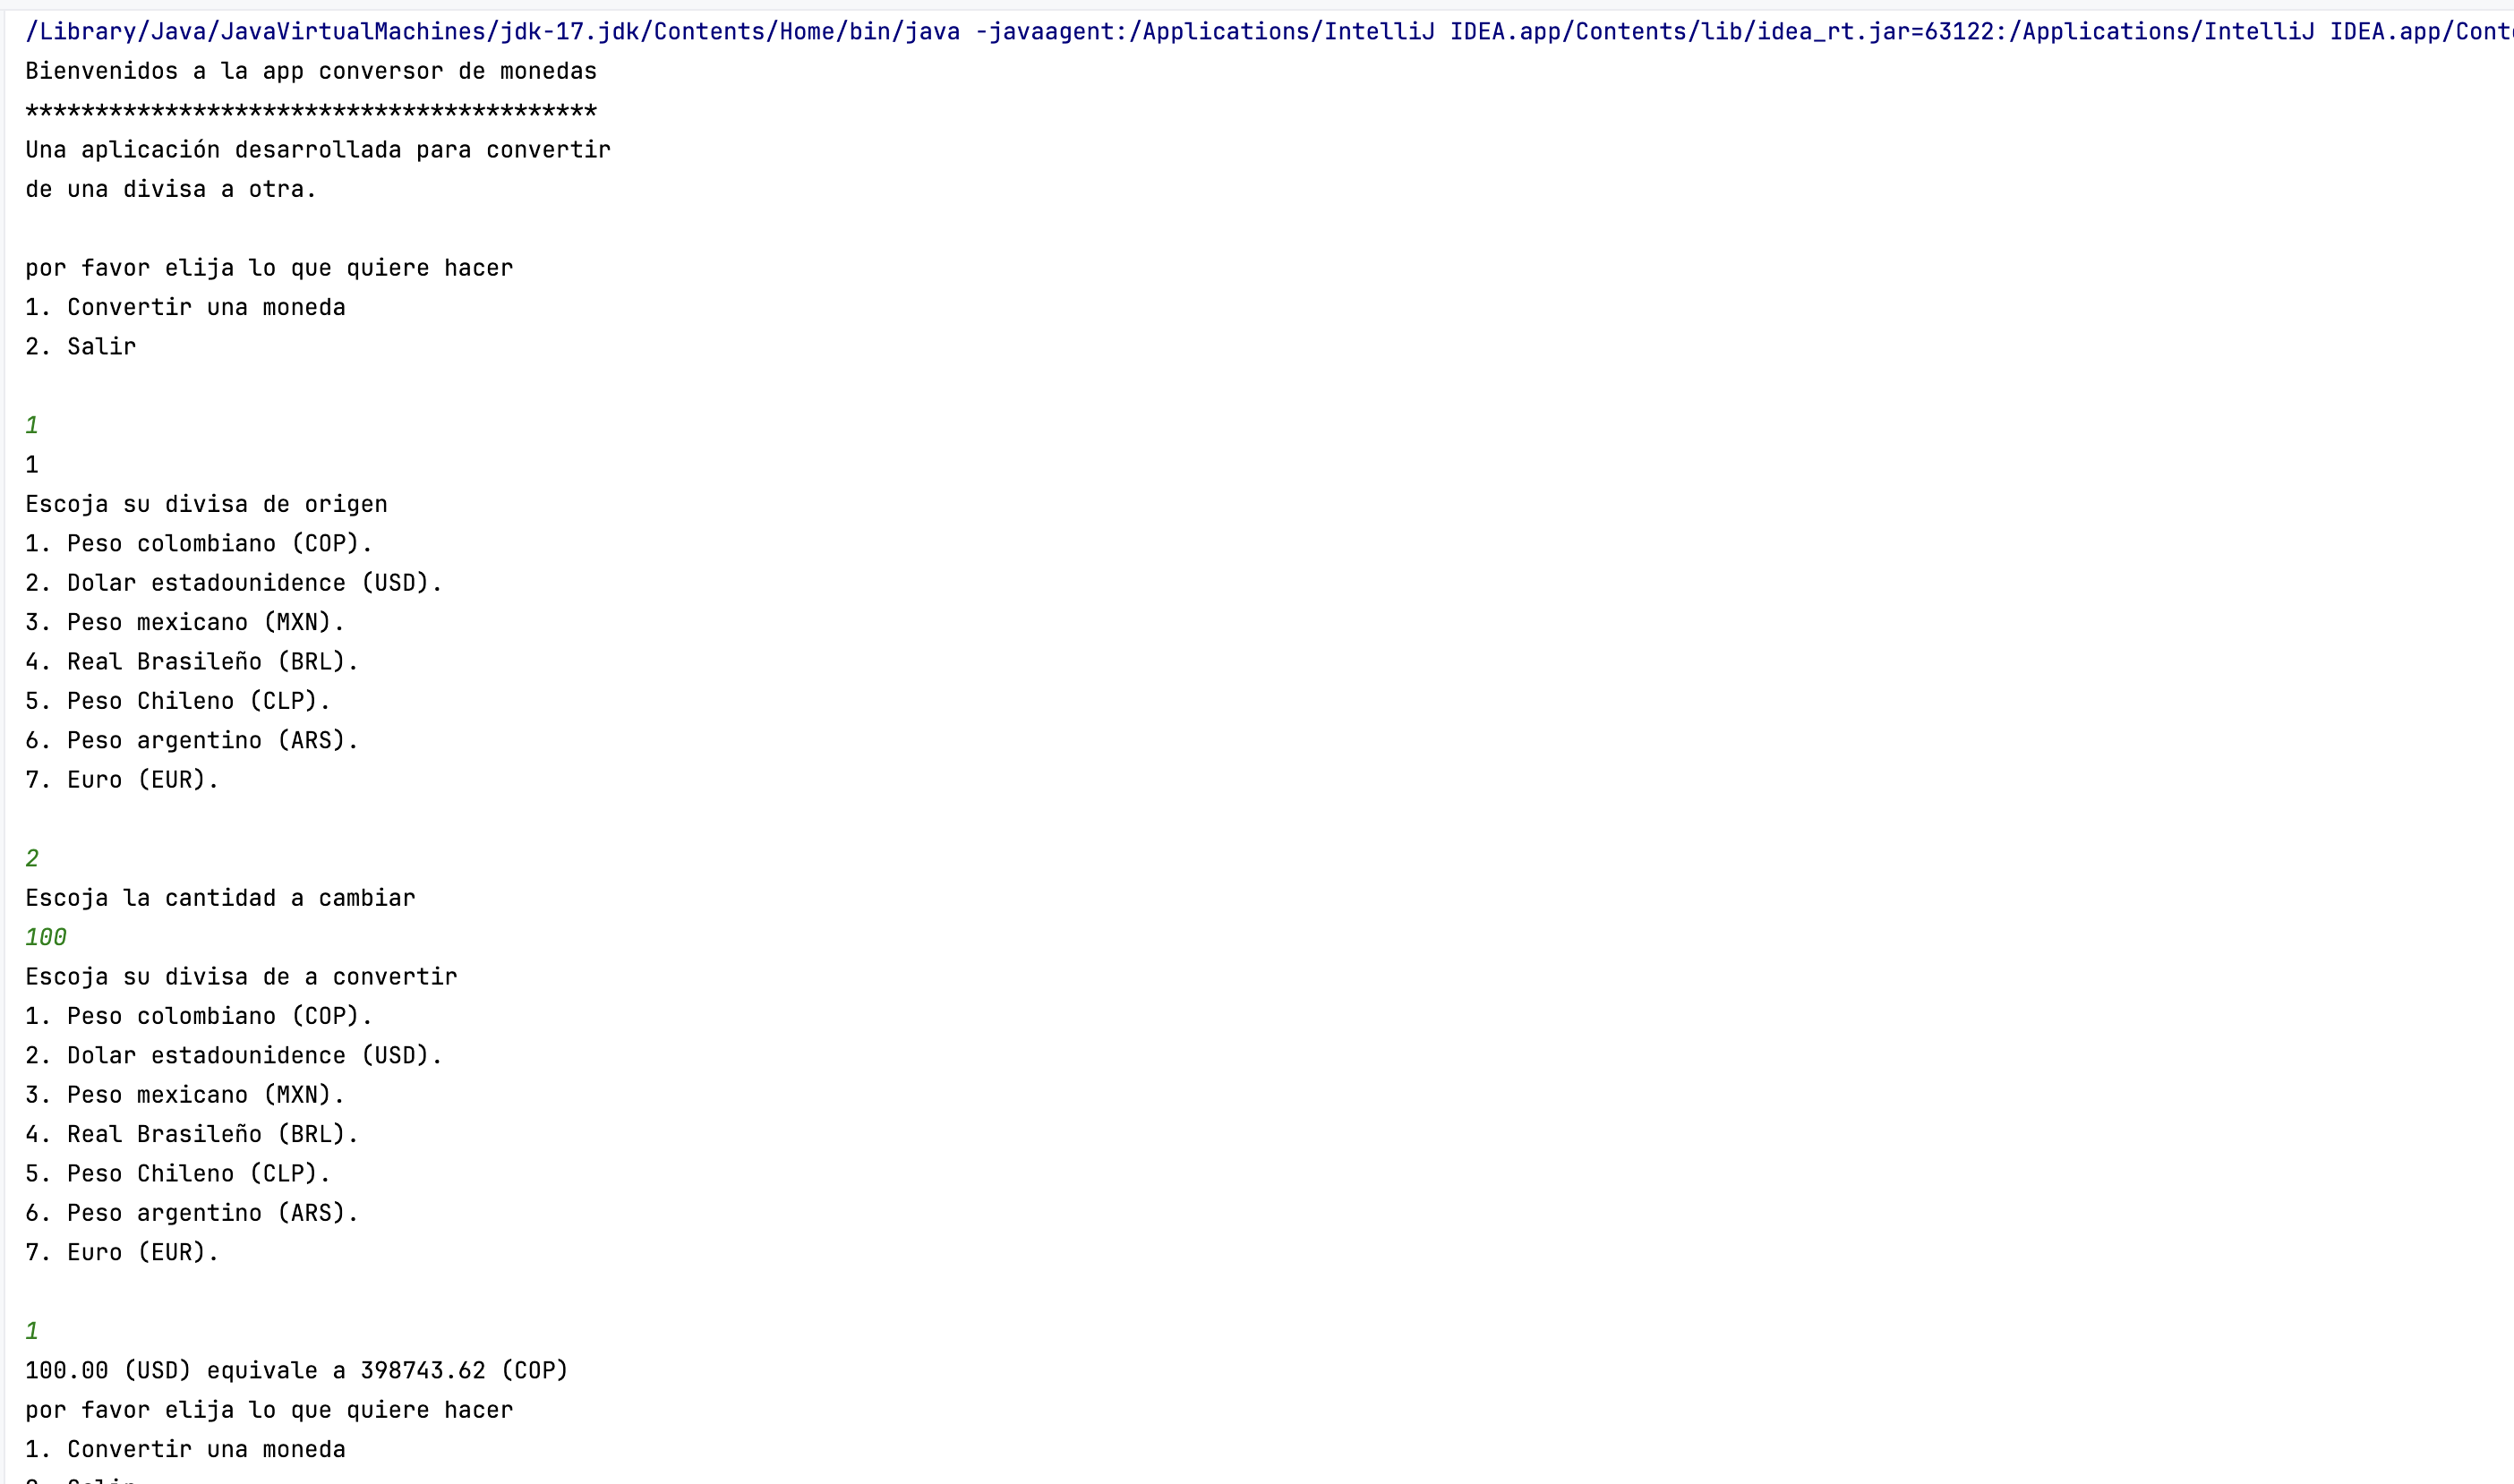 /Library/Java/JavaVirtualMachines/jdk-17.jdk/Contents/Home/bin/java -javaagent:/Applications/IntelliJ IDEA.app/Contents/lib/idea_rt.jar=63122:/Applications/IntelliJ IDEA.app/Cont
Bienvenidos a la app conversor de monedas
*****************************************
Una aplicación desarrollada para convertir
de una divisa a otra.
por favor elija lo que quiere hacer
1. Convertir una moneda
2. Salir
1
1
Escoja su divisa de origen
1. Peso colombiano (COP).
2. Dolar estadounidence (USD).
3. Peso mexicano (MXN).
4. Real Brasileño (BRL).
5. Peso Chileno (CLP).
6. Peso argentino (ARS).
7. Euro (EUR).
2
Escoja la cantidad a cambiar
100
Escoja su divisa de a convertir
1. Peso colombiano (COP).
2. Dolar estadounidence (USD).
3. Peso mexicano (MXN).
4. Real Brasileño (BRL).
5. Peso Chileno (CLP).
6. Peso argentino (ARS).
7. Euro (EUR).
1
100.00 (USD) equivale a 398743.62 (COP)
por favor elija lo que quiere hacer
1. Convertir una moneda
2. Salir